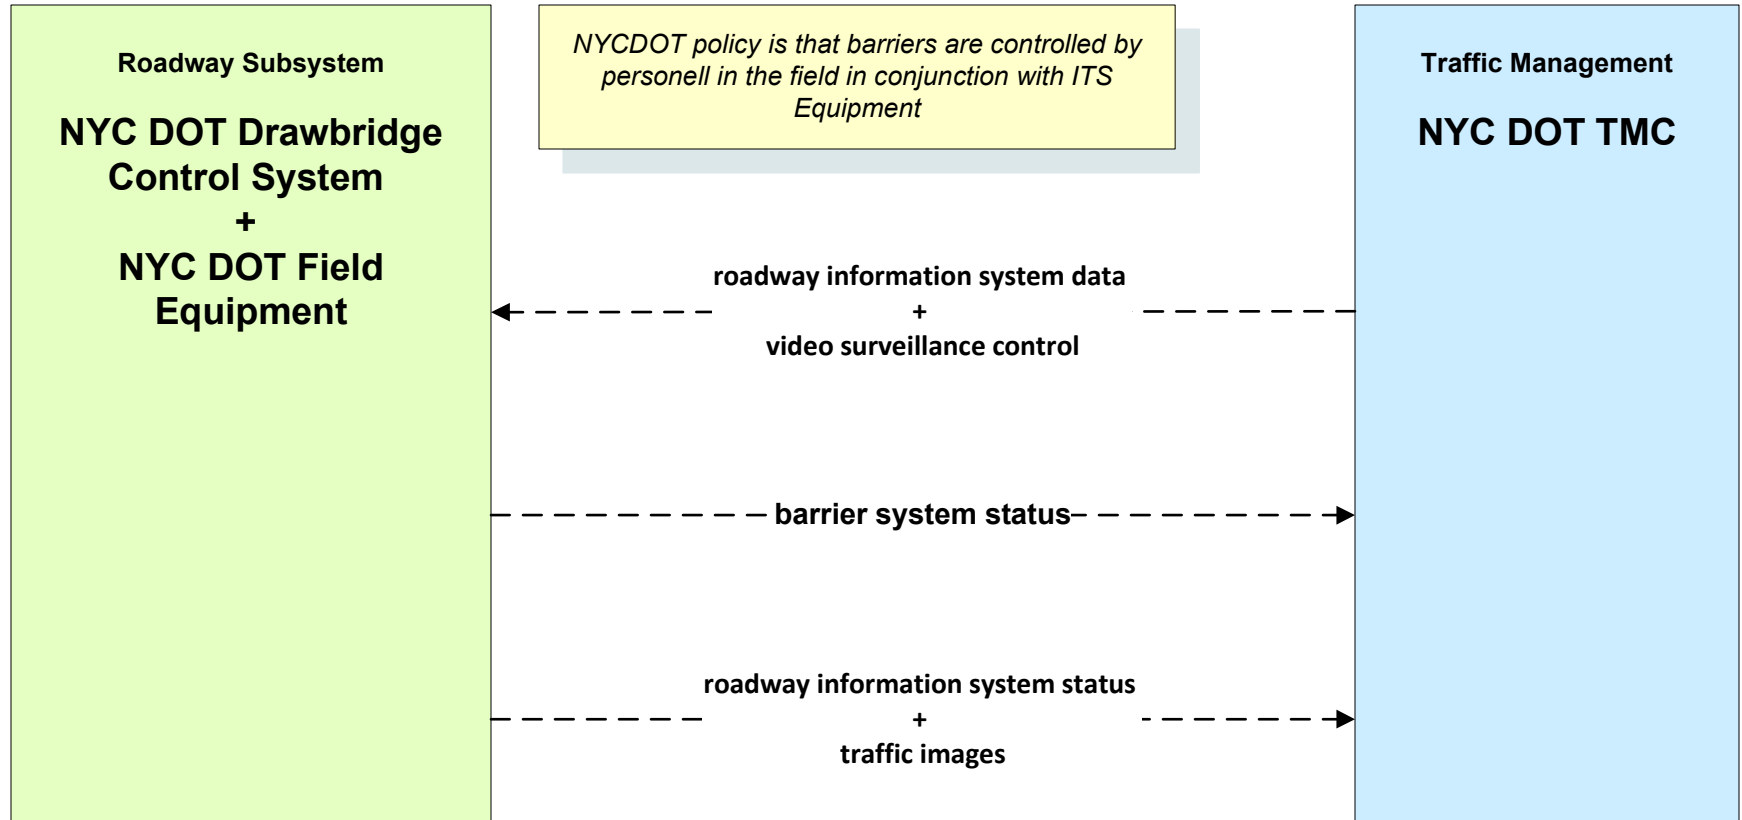 Roadway Subsystem
NYC DOT Drawbridge
Control System
+
NYC DOT Field
Equipment
NYCDOT policy is that barriers are controlled by
personell in the field in conjunction with ITS
Equipment
Traffic Management
NYC DOT TMC
roadway information system data
+
video surveillance control
barrier system status
roadway information system status
+
traffic images